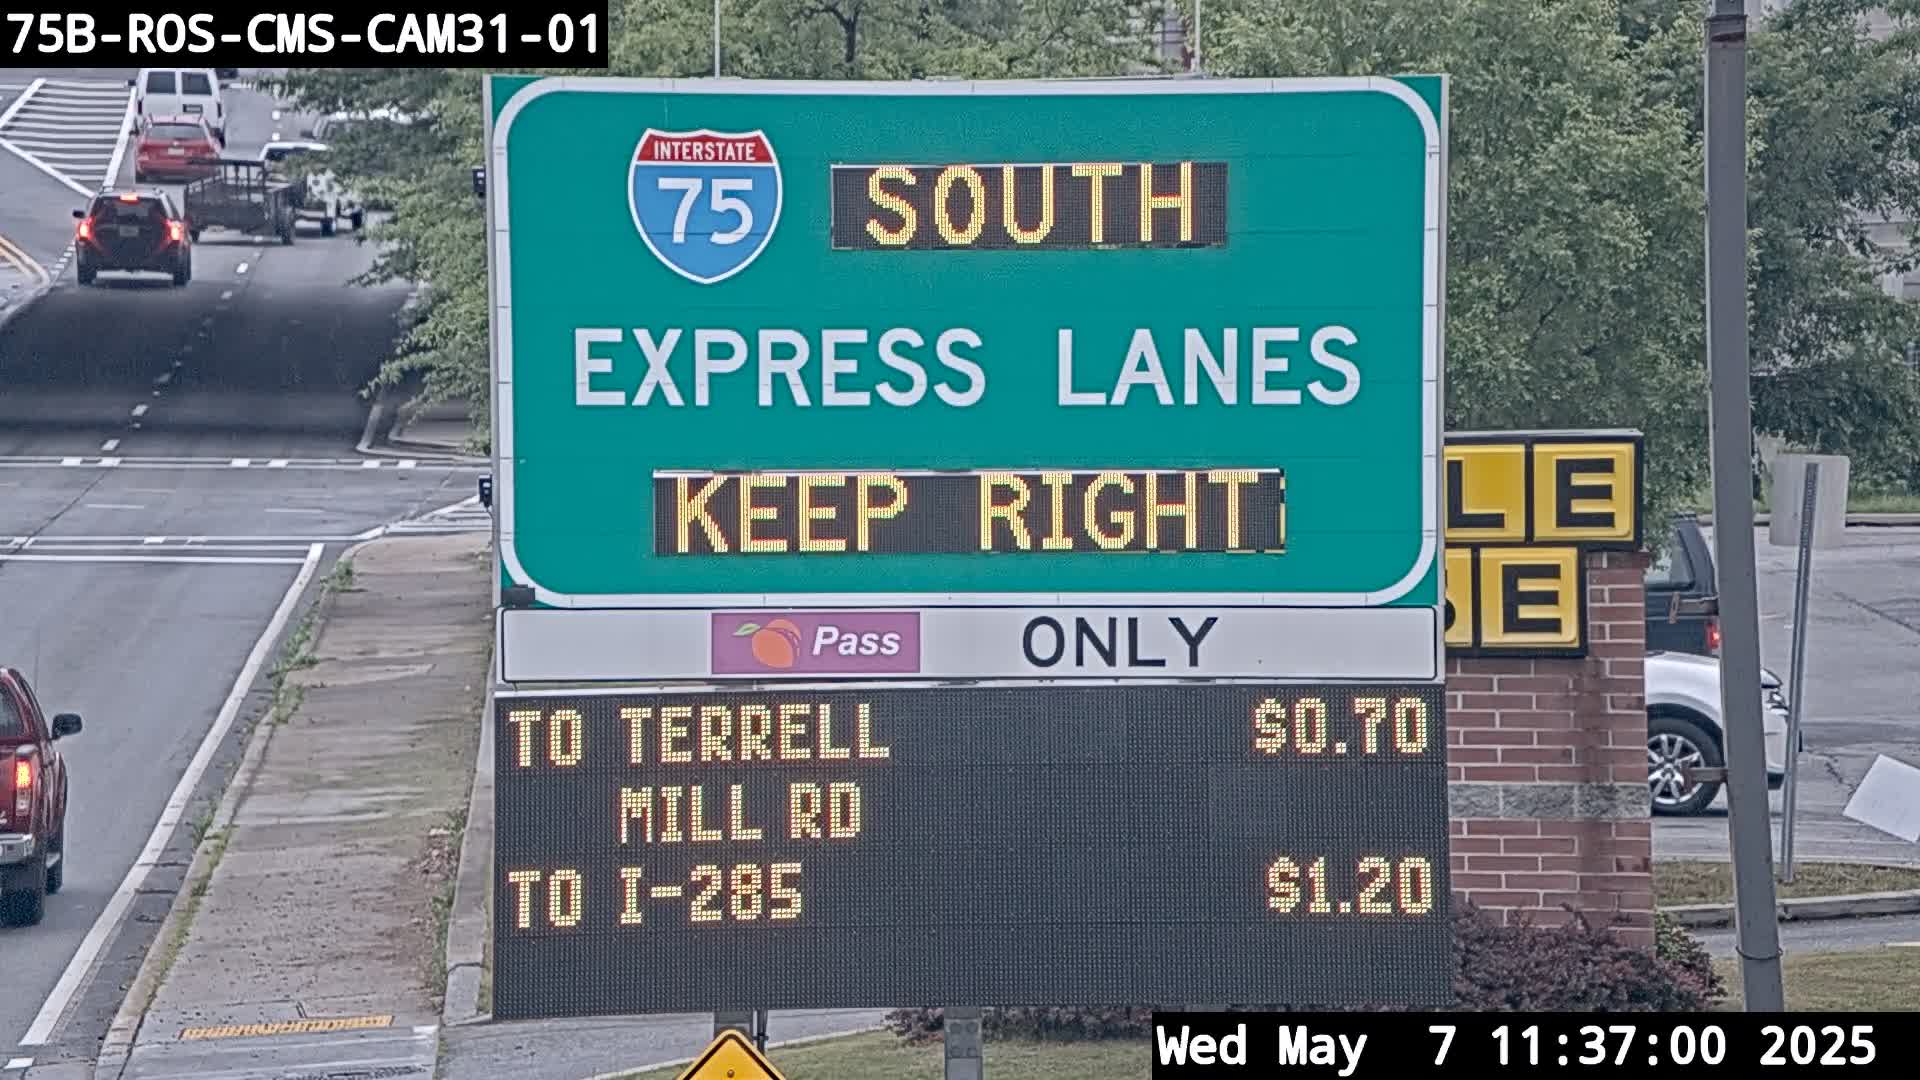 75B-ROS-CMS-CAM31-01
INTERSTATE
75
SOUTH
EXPRESS LANES
KEEP RIGHT
Pass ONLY
TO TERRELL $0.70
MILL RD
TO I-285 $1.20
LE
E
Wed May 7 11:37:00 2025